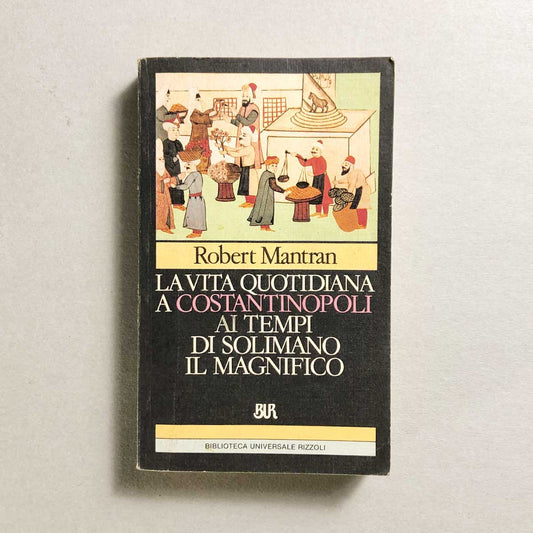 Robert Mantran
LA VITA QUOTIDIANA
A COSTANTINOPOLI
AI TEMPI
DI SOLIMANO
IL MAGNIFICO
BUR
BIBLIOTECA UNIVERSALE RIZZOLI